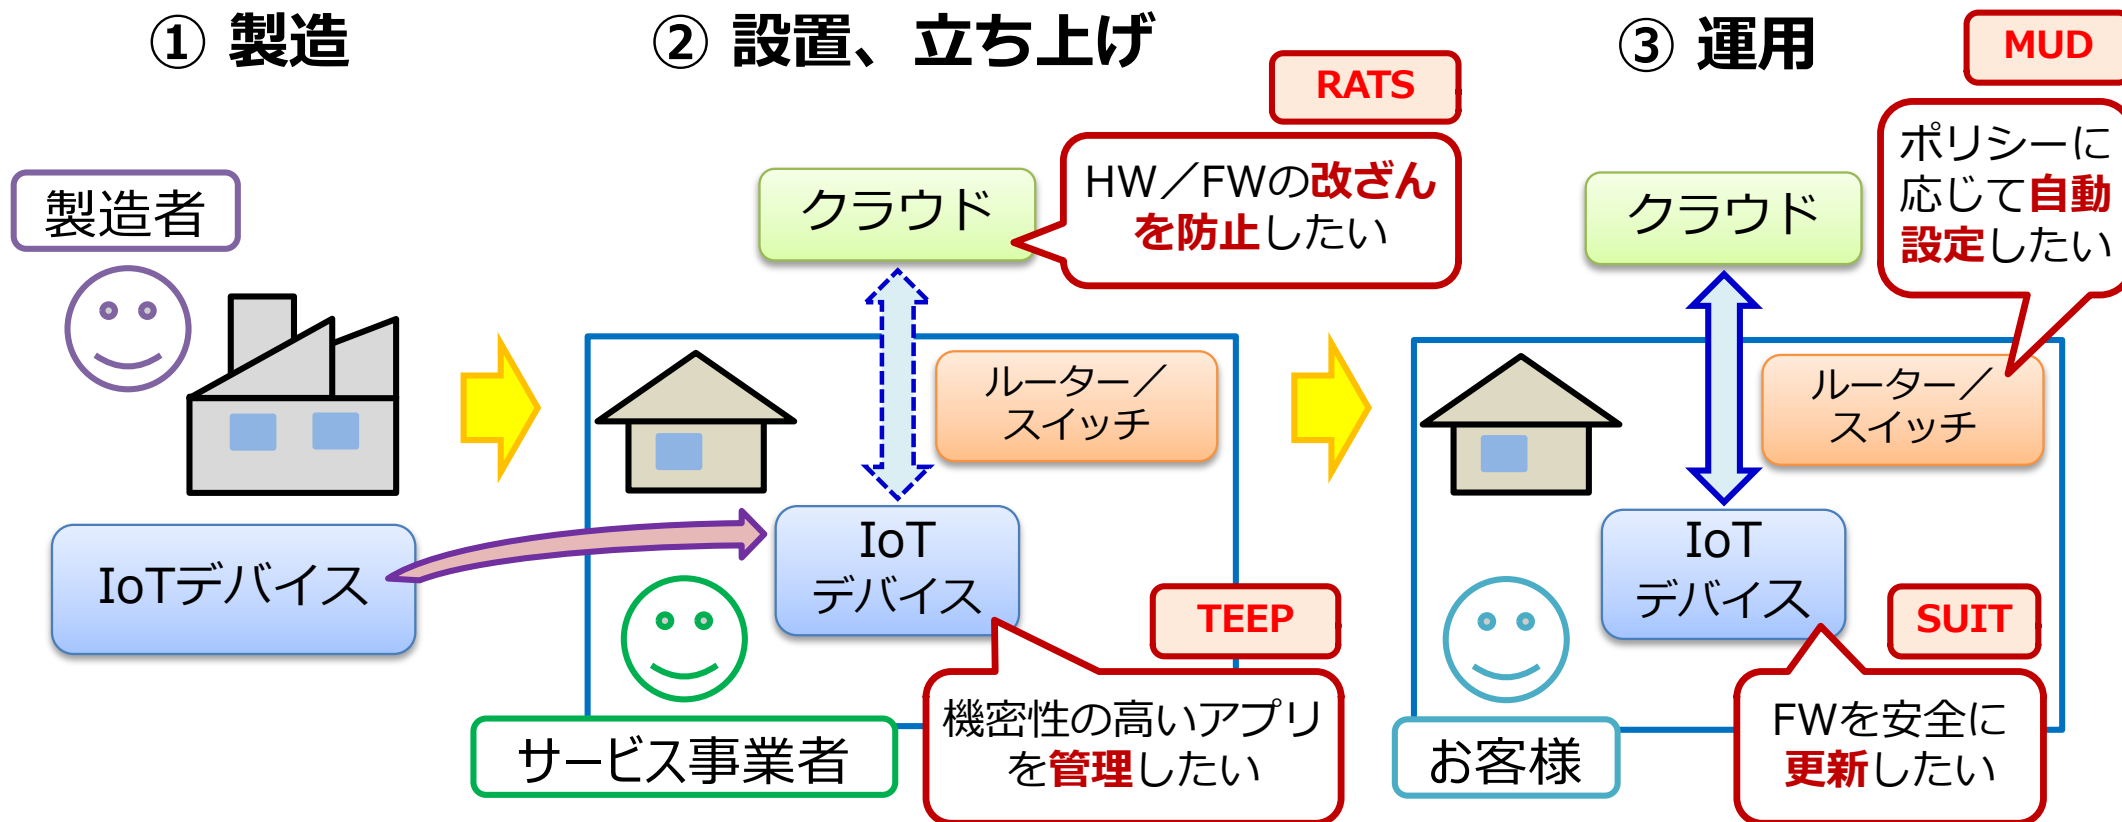 ① 製造
② 設置、立ち上げ
③ 運用
MUD
RATS
製造者
クラウド
HW／FWの改ざん
を防止したい
クラウド
ポリシーに
応じて自動
設定したい
ルーター／
スイッチ
ルーター／
スイッチ
IoTデバイス
IoT
デバイス
TEEP
IoT
デバイス
SUIT
サービス事業者
機密性の高いアプリ
を管理したい
お客様
FWを安全に
更新したい